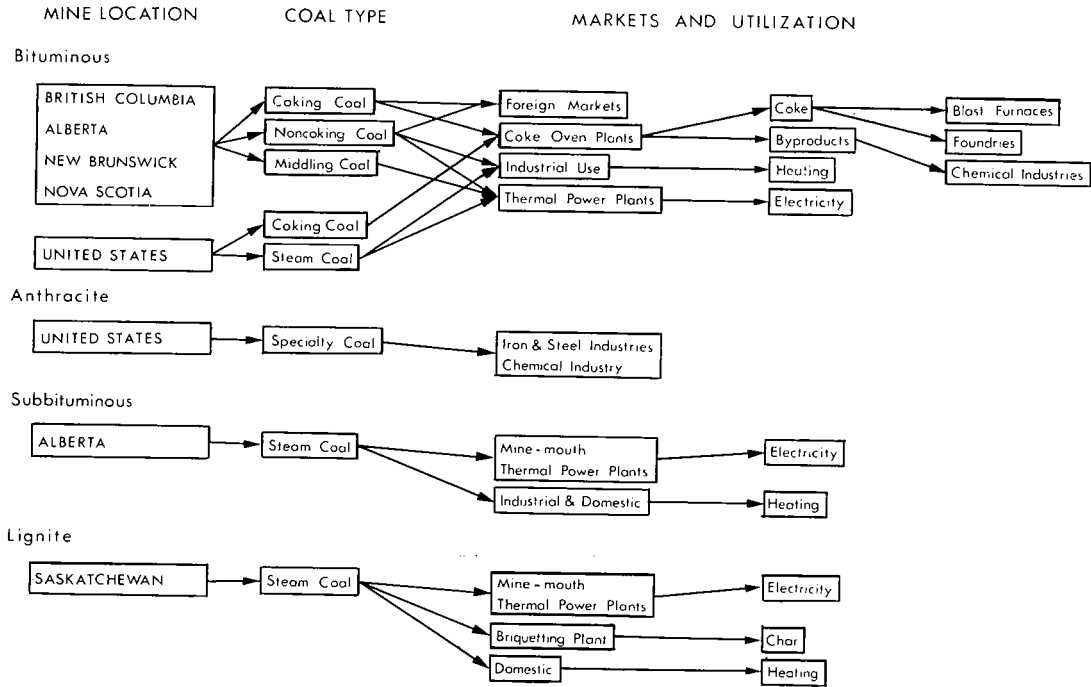 MINE LOCATION COAL TYPE MARKETS AND UTILIZATION
Bituminous
BRITISH COLUMBIA
ALBERTA
NEW BRUNSWICK
NOVA SCOTIA
Coking Coal
Noncoking Coal
Middling Coal
Foreign Markets
Coke Oven Plants
Industrial Use
Thermal Power Plants
Coke
Byproducts
Heating
Electricity
Blast Furnaces
Foundries
Chemical Industries
UNITED STATES
Coking Coal
Steam Coal
Anthracite
UNITED STATES
Specialty Coal
Iron & Steel Industries
Chemical Industry
Subbituminous
ALBERTA
Steam Coal
Mine-mouth
Thermal Power Plants
Industrial & Domestic
Electricity
Heating
Lignite
SASKATCHEWAN
Steam Coal
Mine-mouth
Thermal Power Plants
Briquetting Plant
Domestic
Electricity
Char
Heating